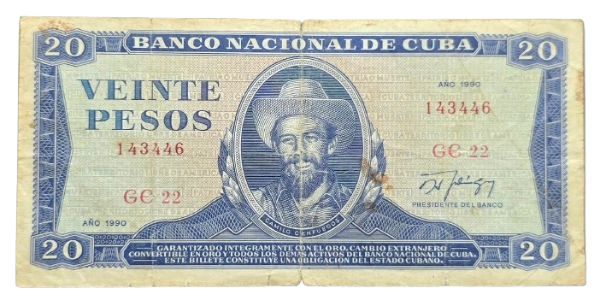 20 BANCO NACIONAL DE CUBA 20
VEINTE
PESOS
143446
GC 22
AÑO 1990
CAMILO CIENFUEGOS
AÑO 1990
143446
GC 22
PRESIDENTE DEL BANCO
20 20
GARANTIZADO INTEGRAMENTE CON EL ORO, CAMBIO EXTRANJERO
CONVERTIBLE EN ORO Y TODOS LOS DEMAS ACTIVOS DEL BANCO NACIONAL DE CUBA.
ESTE BILLETE CONSTITUYE UNA OBLIGACION DEL ESTADO CUBANO.